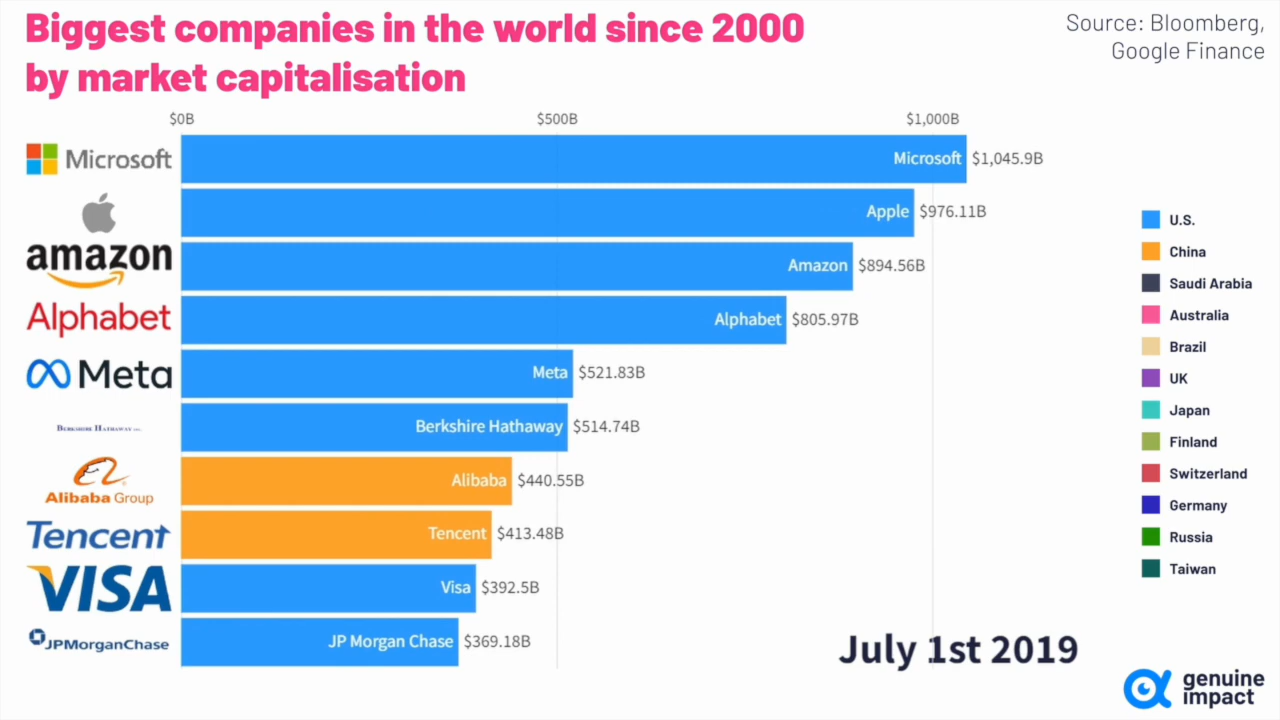 Biggest companies in the world since 2000
by market capitalisation
Source: Bloomberg,
Google Finance
$0B $500B $1,000B
Microsoft Microsoft $1,045.9B
Apple $976.11B
amazon Amazon $894.56B
Alphabet Alphabet $805.97B
Meta Meta $521.83B
BERKSHIRE HATHAWAY INC. Berkshire Hathaway $514.74B
Alibaba Group Alibaba $440.55B
Tencent Tencent $413.48B
VISA Visa $392.5B
JPMorganChase JP Morgan Chase $369.18B
U.S.
China
Saudi Arabia
Australia
Brazil
UK
Japan
Finland
Switzerland
Germany
Russia
Taiwan
July 1st 2019
genuine
impact